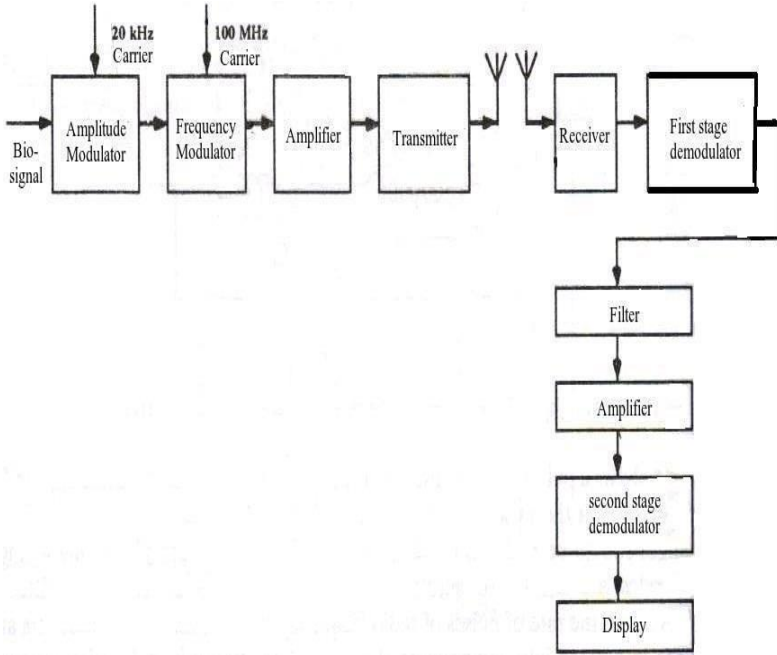 20 kHz
Carrier
100 MHz
Carrier
Bio-
signal
Amplitude
Modulator
Frequency
Modulator
Amplifier
Transmitter
Receiver
First stage
demodulator
Filter
Amplifier
second stage
demodulator
Display